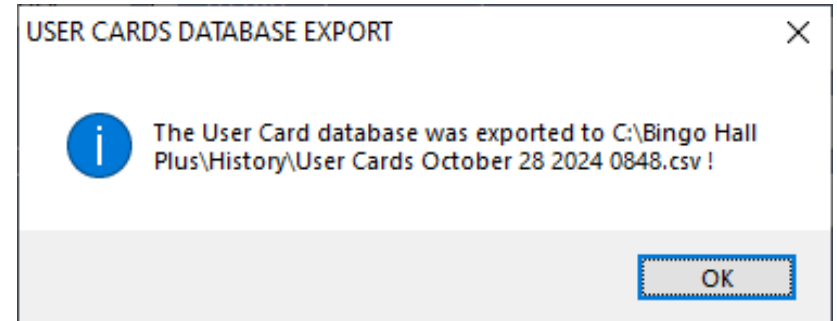 USER CARDS DATABASE EXPORT
The User Card database was exported to C:\Bingo Hall
Plus\History\User Cards October 28 2024 0848.csv !
OK